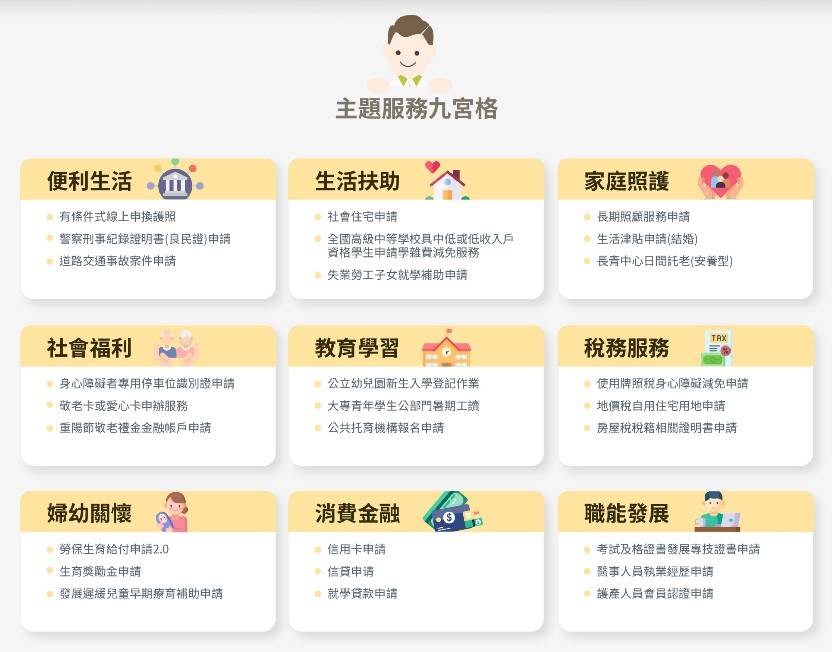 主題服務九宮格
便利生活
有條件式線上申換護照
警察刑事紀錄證明書(良民證)申請
道路交通事故案件申請
生活扶助
社會住宅申請
全國高級中等學校具中低或低收入戶
資格學生申請學雜費減免服務
失業勞工子女就學補助申請
家庭照護
長期照顧服務申請
生活津貼申請(結婚)
長青中心日間託老(安養型)
社會福利
身心障礙者專用停車位識別證申請
敬老卡或愛心卡申辦服務
重陽節敬老禮金金融帳戶申請
教育學習
公立幼兒園新生入學登記作業
大專青年學生公部門暑期工讀
公共托育機構報名申請
稅務服務
TAX
使用牌照稅身心障礙減免申請
地價稅自用住宅用地申請
房屋稅稅籍相關證明書申請
婦幼關懷
勞保生育給付申請2.0
生育獎勵金申請
發展遲緩兒童早期療育補助申請
消費金融
信用卡申請
信貸申请
就學貸款申請
職能發展
考試及格證書發展專技證書申請
醫事人員執業經歷申請
護產人員會員認證申請